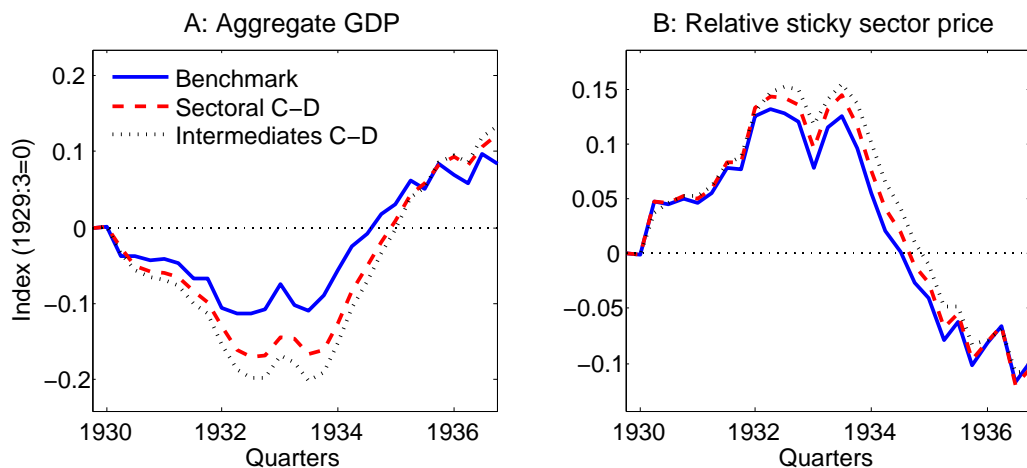 A: Aggregate GDP
B: Relative sticky sector price
Index (1929:3=0)
0.2
0.1
0
−0.1
−0.2
Benchmark
Sectoral C−D
Intermediates C−D
1930
1932
1934
1936
Quarters
0.15
0.1
0.05
0
−0.05
−0.1
1930
1932
1934
1936
Quarters